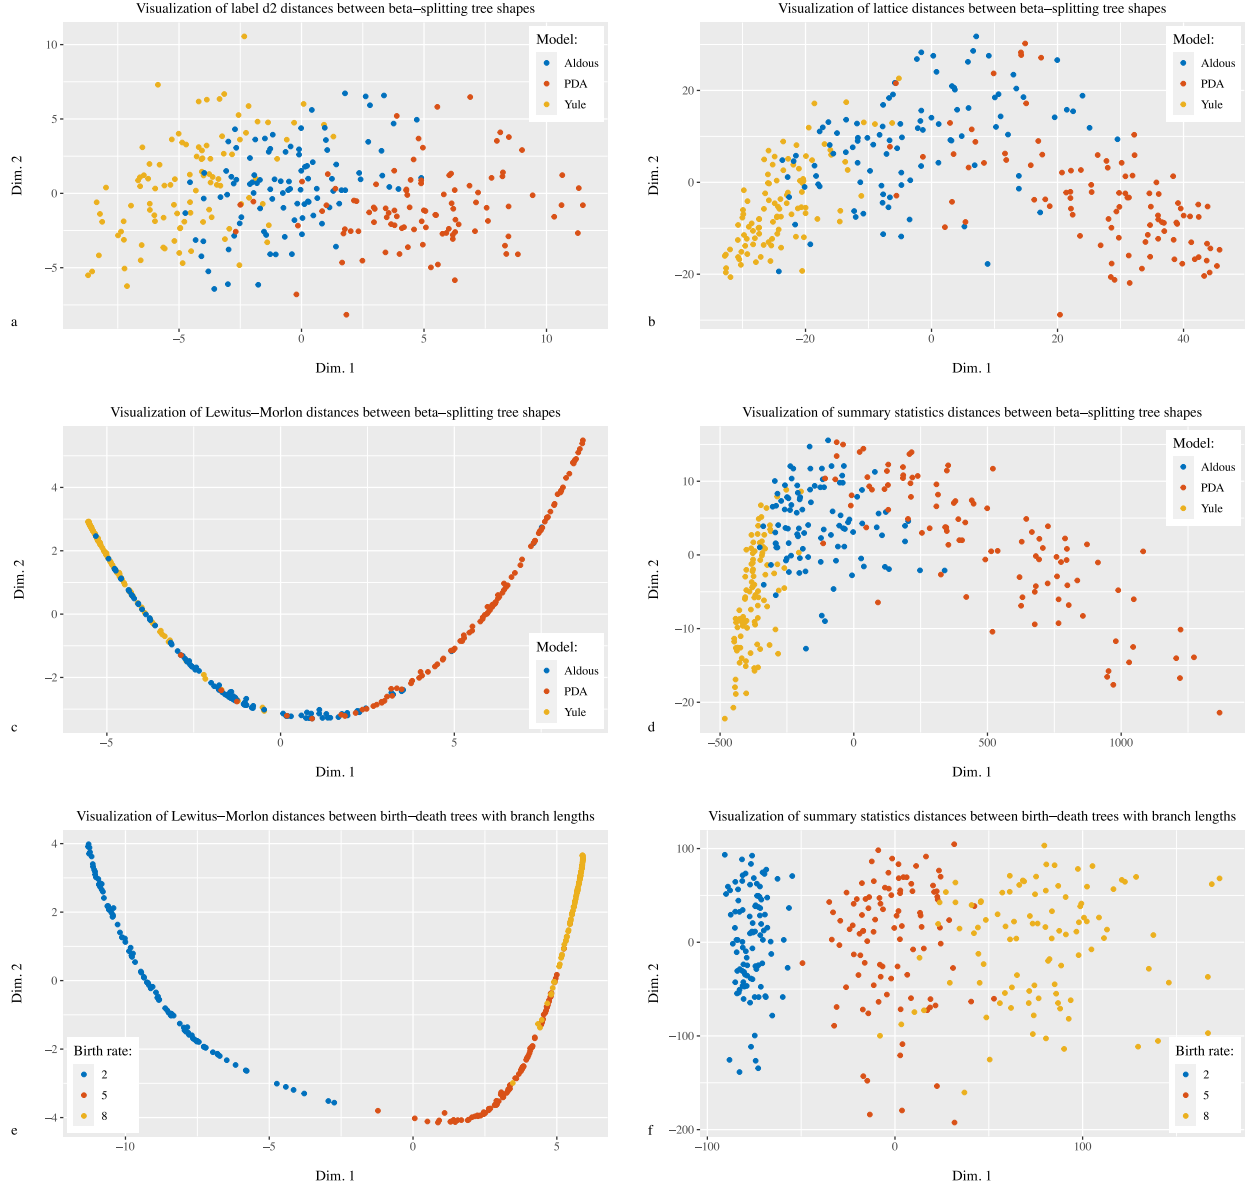 Visualization of label d2 distances between beta−splitting tree shapes
Dim. 2
10
5
0
−5
Model:
Aldous
PDA
Yule
−5
0
5
10
a
Dim. 1
Visualization of lattice distances between beta−splitting tree shapes
Dim. 2
20
0
−20
Model:
Aldous
PDA
Yule
−20
0
20
40
b
Dim. 1
Visualization of Lewitus−Morlon distances between beta−splitting tree shapes
Dim. 2
4
2
0
−2
Model:
Aldous
PDA
Yule
−5
0
5
c
Dim. 1
Visualization of summary statistics distances between beta−splitting tree shapes
Dim. 2
10
0
−10
−20
Model:
Aldous
PDA
Yule
−500
0
500
1000
d
Dim. 1
Visualization of Lewitus−Morlon distances between birth−death trees with branch lengths
Dim. 2
4
2
0
−2
−4
Birth rate:
2
5
8
−10
−5
0
5
e
Dim. 1
Visualization of summary statistics distances between birth−death trees with branch lengths
Dim. 2
100
0
−100
−200
Birth rate:
2
5
8
−100
0
100
f
Dim. 1